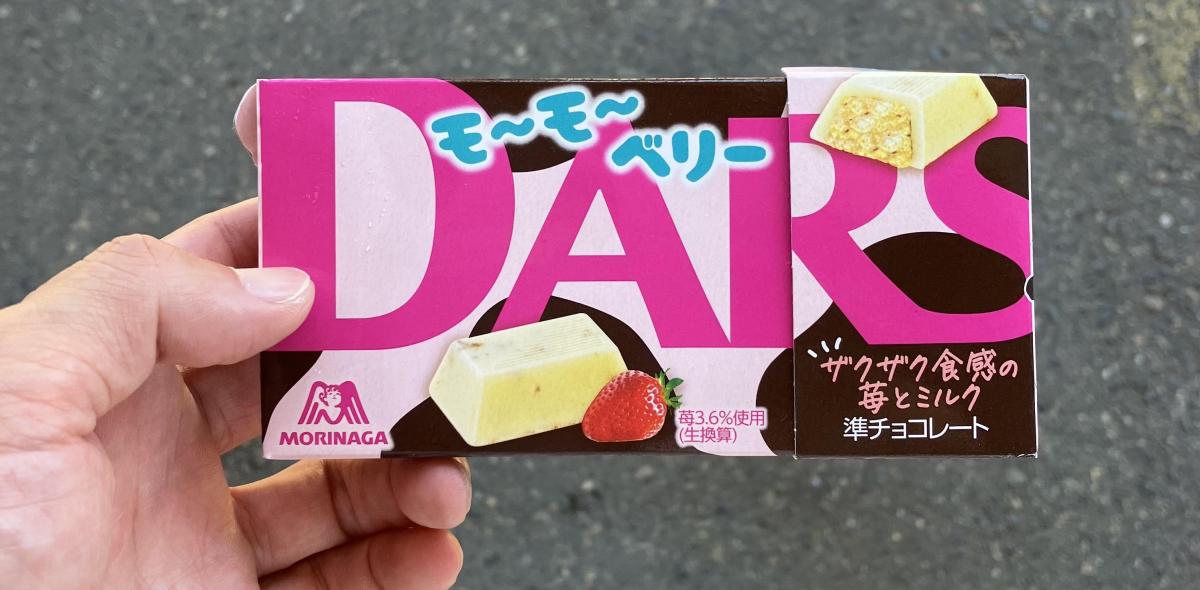 DARS
モ〜モ〜
ベリー
MORINAGA
苺3.6%使用
(生換算)
ザクザク食感の
苺とミルク
準チョコレート